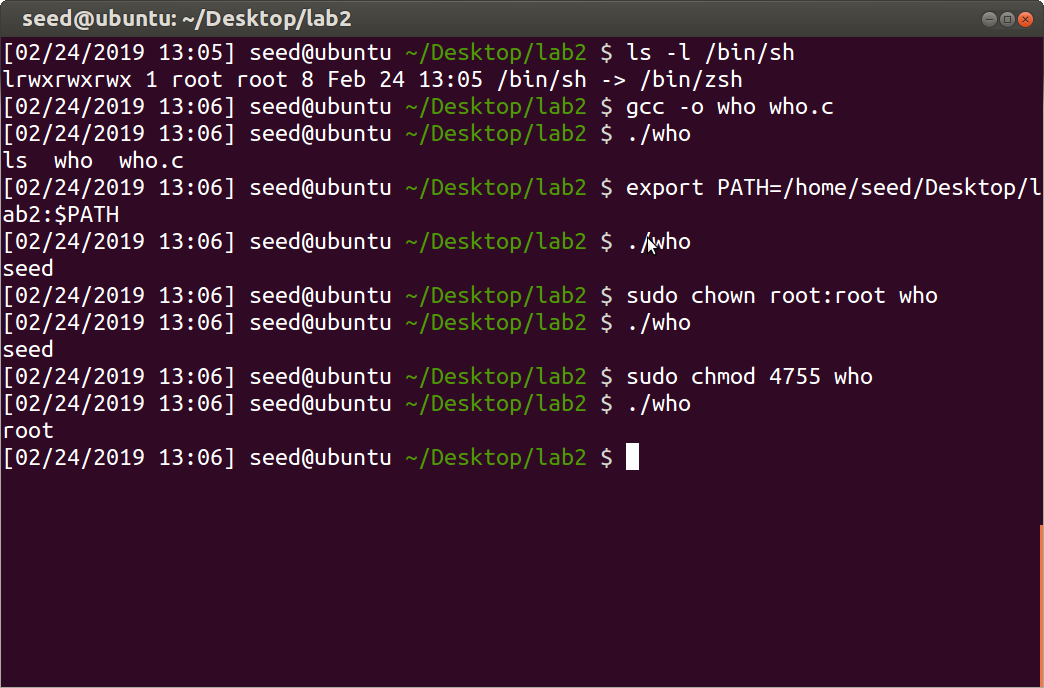 seed@ubuntu: ~/Desktop/lab2
[02/24/2019 13:05] seed@ubuntu ~/Desktop/lab2 $ ls -l /bin/sh
lrwxrwxrwx 1 root root 8 Feb 24 13:05 /bin/sh -> /bin/zsh
[02/24/2019 13:06] seed@ubuntu ~/Desktop/lab2 $ gcc -o who who.c
[02/24/2019 13:06] seed@ubuntu ~/Desktop/lab2 $ ./who
ls  who  who.c
[02/24/2019 13:06] seed@ubuntu ~/Desktop/lab2 $ export PATH=/home/seed/Desktop/l
ab2:$PATH
[02/24/2019 13:06] seed@ubuntu ~/Desktop/lab2 $ ./who
seed
[02/24/2019 13:06] seed@ubuntu ~/Desktop/lab2 $ sudo chown root:root who
[02/24/2019 13:06] seed@ubuntu ~/Desktop/lab2 $ ./who
seed
[02/24/2019 13:06] seed@ubuntu ~/Desktop/lab2 $ sudo chmod 4755 who
[02/24/2019 13:06] seed@ubuntu ~/Desktop/lab2 $ ./who
root
[02/24/2019 13:06] seed@ubuntu ~/Desktop/lab2 $